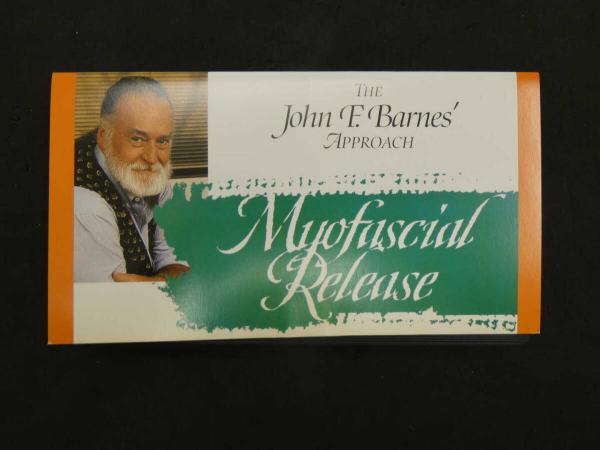 The
John F. Barnes'
Approach
Myofascial
Release